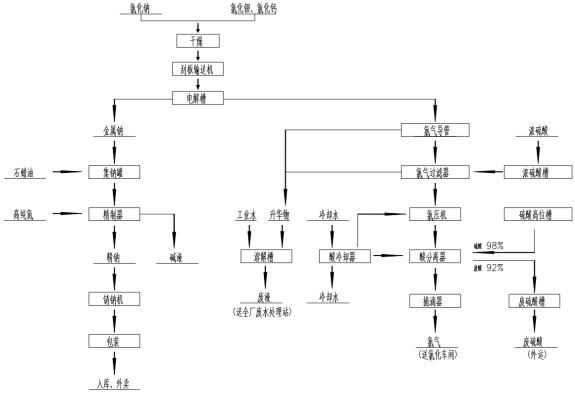 氯化钠
氯化钡、氯化钙
干燥
刮板输送机
电解槽
金属钠
氯气导管
浓硫酸
石蜡油
集钠罐
氯气过滤器
浓硫酸槽
高纯氮
精制器
工业水
升华物
冷却水
氯压机
硫酸高位槽
精钠
碱渣
溶解槽
酸冷却器
酸分离器
硫酸 98%
废酸 92%
铸钠机
废液
(送全厂废水处理站)
冷却水
捕滴器
废硫酸槽
包装
氯气
(送氯化车间)
废硫酸
(外运)
入库、外卖